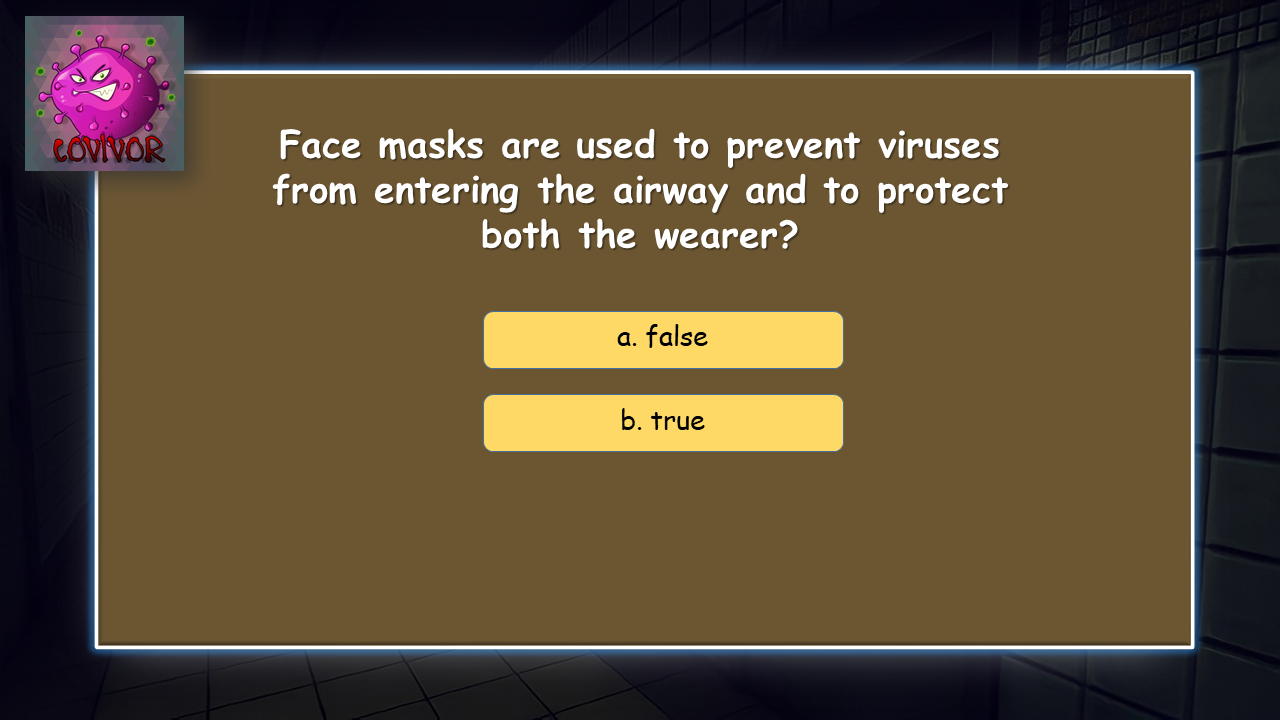 COVIVOR
Face masks are used to prevent viruses
from entering the airway and to protect
both the wearer?
a. false
b. true